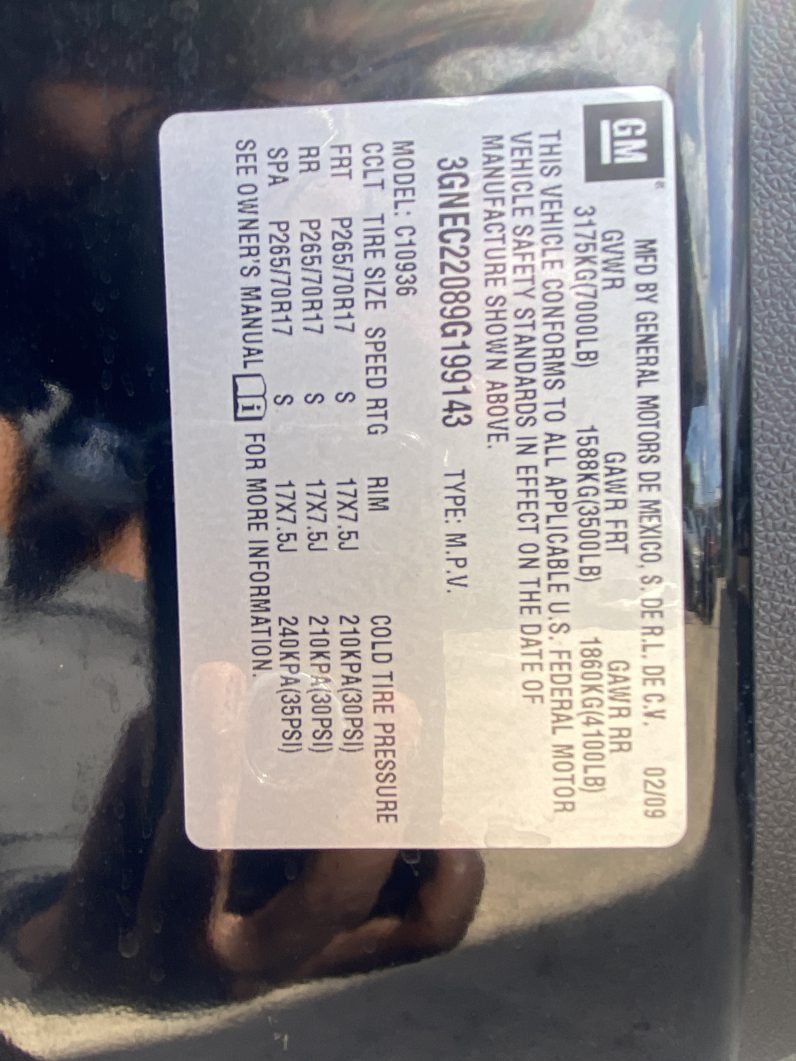 GM®
MFD BY GENERAL MOTORS DE MEXICO, S. DE R.L. DE C.V. 02/09
GVWR GAWR FRT GAWR RR
3175KG(7000LB) 1588KG(3500LB) 1860KG(4100LB)
THIS VEHICLE CONFORMS TO ALL APPLICABLE U.S. FEDERAL MOTOR
VEHICLE SAFETY STANDARDS IN EFFECT ON THE DATE OF
MANUFACTURE SHOWN ABOVE.
3GNEC22089G199143 TYPE: M.P.V.
MODEL: C10936
CCLT TIRE SIZE SPEED RTG RIM COLD TIRE PRESSURE
FRT P265/70R17 S 17X7.5J 210KPA(30PSI)
RR P265/70R17 S 17X7.5J 210KPA(30PSI)
SPA P265/70R17 S 17X7.5J 240KPA(35PSI)
SEE OWNER'S MANUAL i FOR MORE INFORMATION.